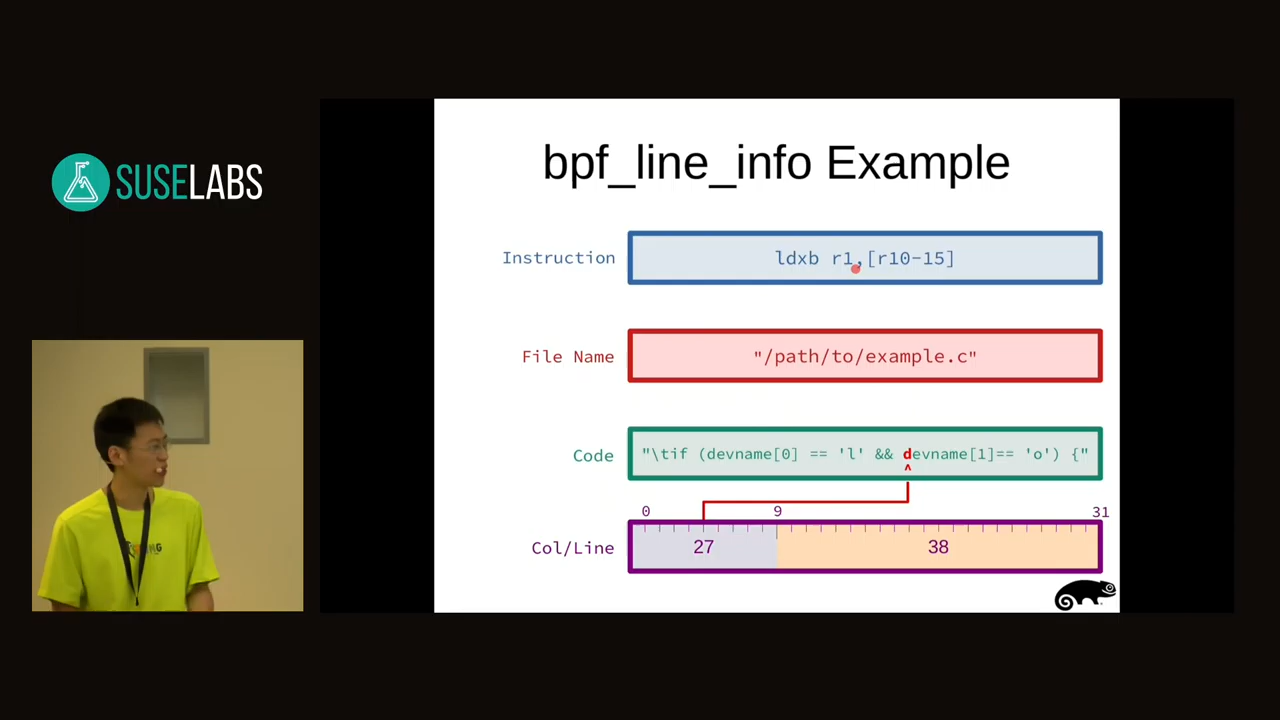 SUSELABS
bpf_line_info Example
Instruction
ldxb r1,[r10-15]
File Name
"/path/to/example.c"
Code
"\tif (devname[0] == 'l' && devname[1]== 'o') {"
^
0 9 31
Col/Line
27 38